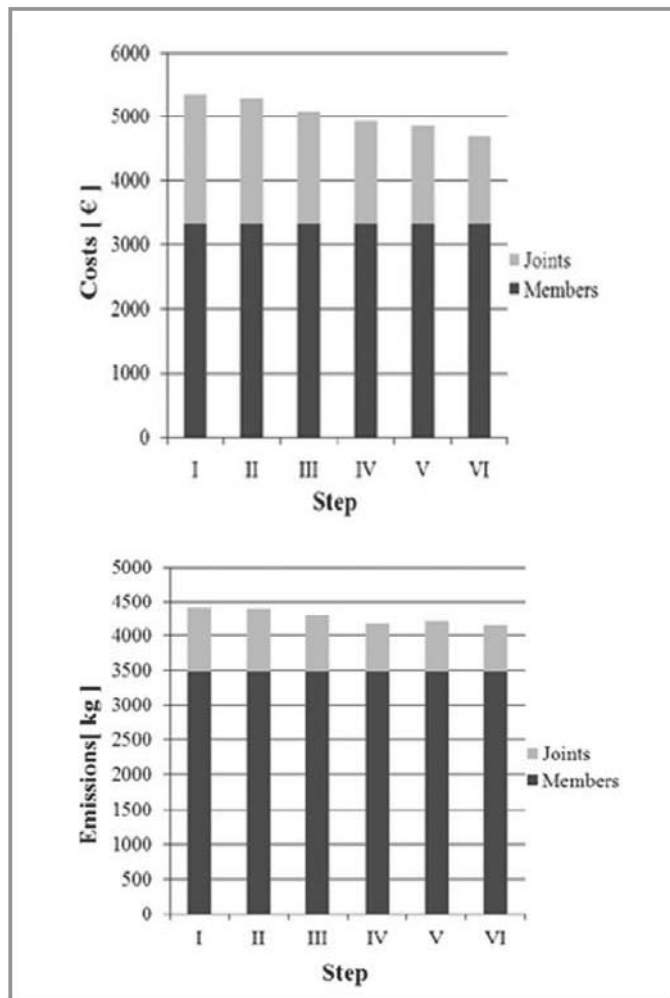 6000
5000
4000
3000
2000
1000
0
Costs [ € ]
Joints
Members
I II III IV V VI
Step
5000
4500
4000
3500
3000
2500
2000
1500
1000
500
0
Emissions[ kg ]
Joints
Members
I II III IV V VI
Step